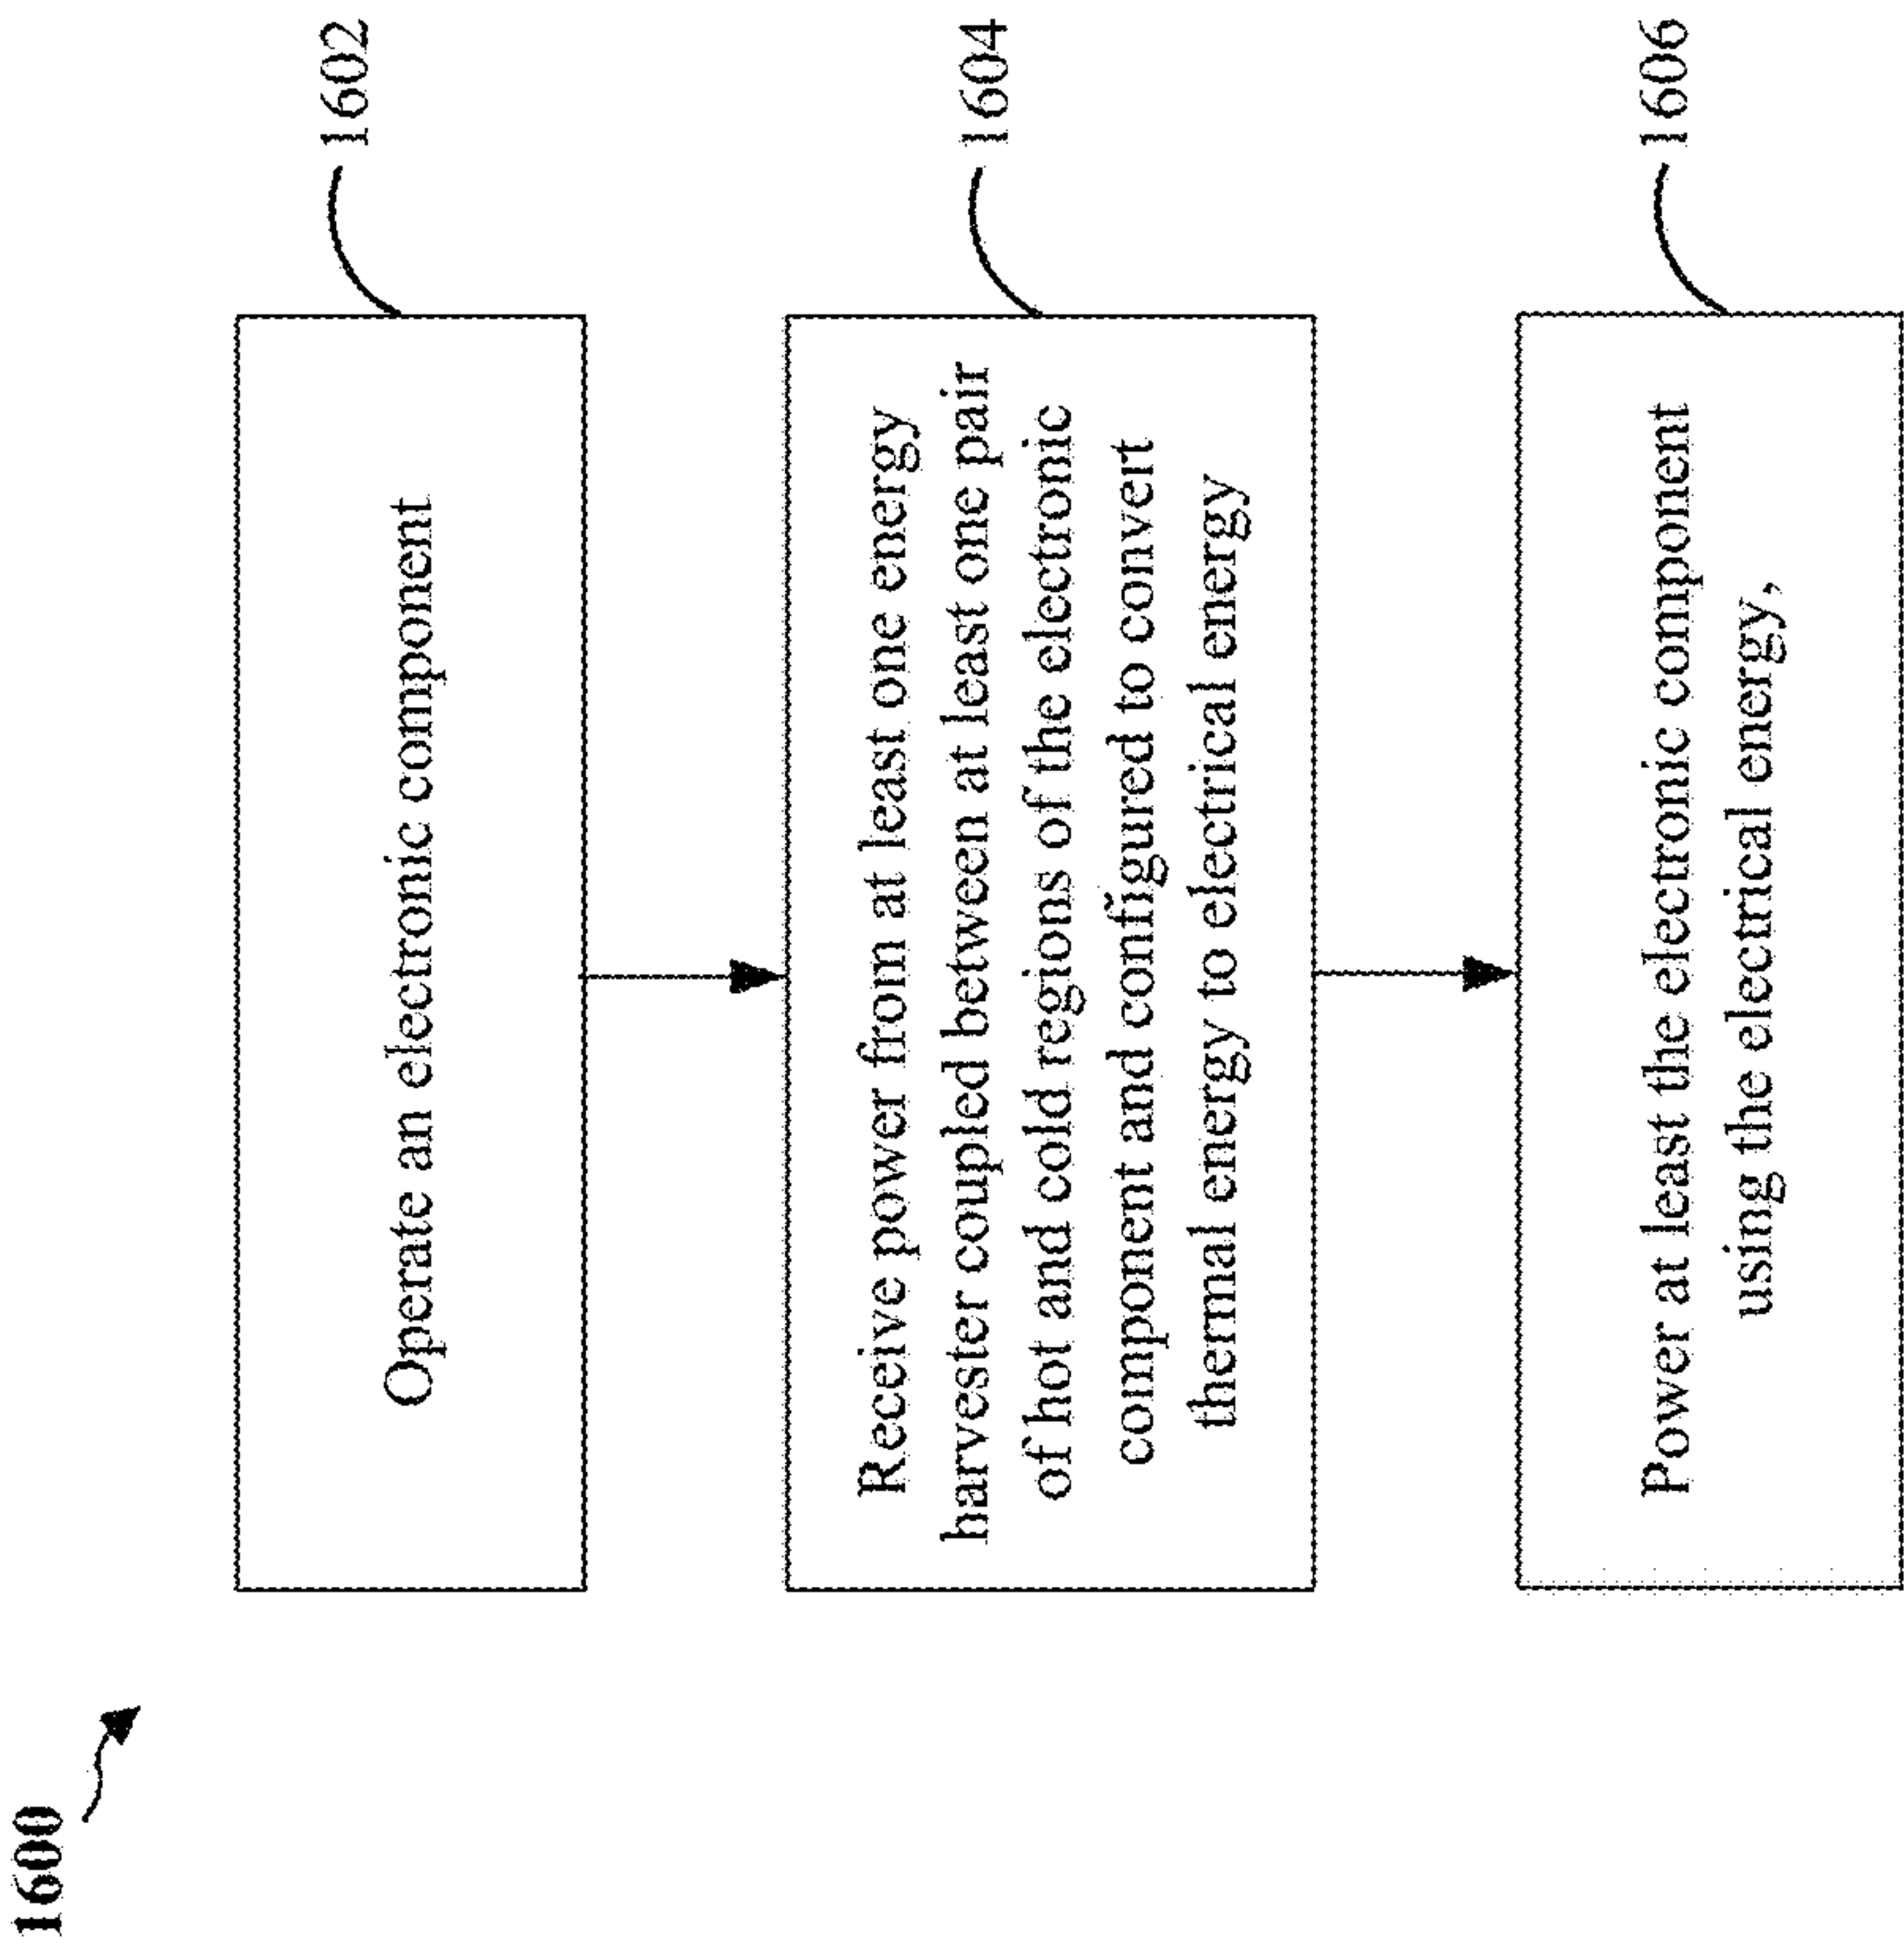 1600
Operate an electronic component
1602
Receive power from at least one energy
harvester coupled between at least one pair
of hot and cold regions of the electronic
component and configured to convert
thermal energy to electrical energy
1604
Power at least the electronic component
using the electrical energy,
1606